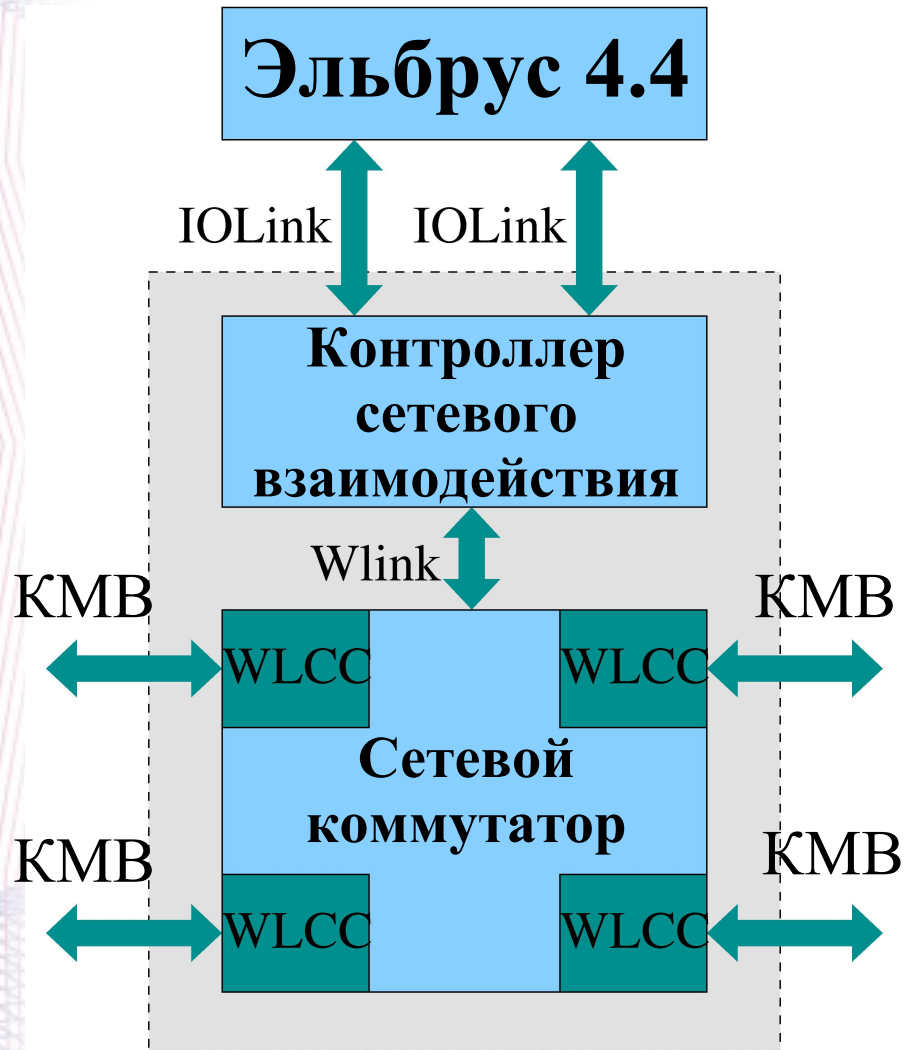 Эльбрус 4.4
IOLink IOLink
Контроллер
сетевого
взаимодействия
Wlink
КМВ КМВ
WLCC WLCC
Сетевой
коммутатор
КМВ КМВ
WLCC WLCC